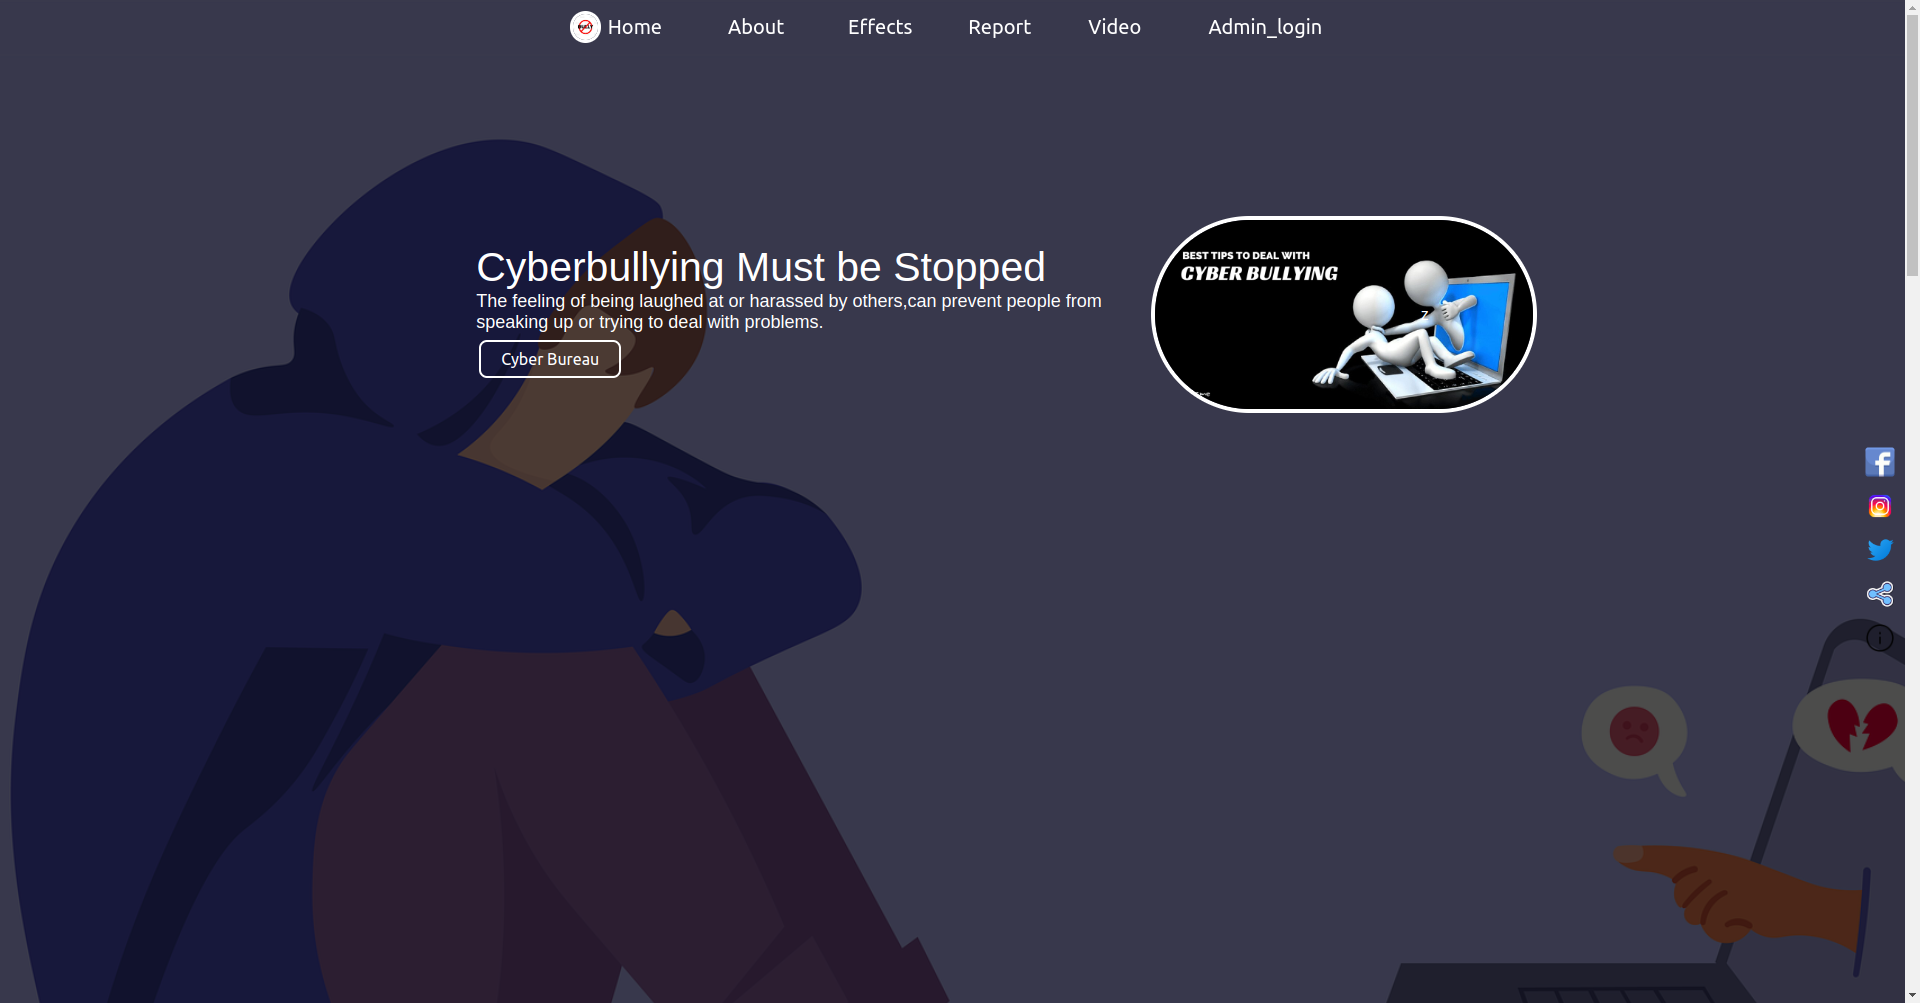 Home About Effects Report Video Admin_login
Cyberbullying Must be Stopped
The feeling of being laughed at or harassed by others,can prevent people from
speaking up or trying to deal with problems.
Cyber Bureau
BEST TIPS TO DEAL WITH
CYBER BULLYING